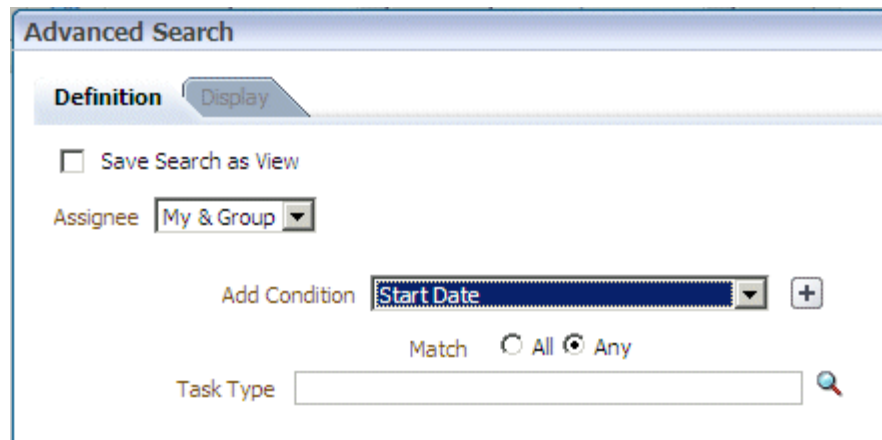 Advanced Search
Definition Display
Save Search as View
Assignee My & Group
Add Condition Start Date
Match All Any
Task Type